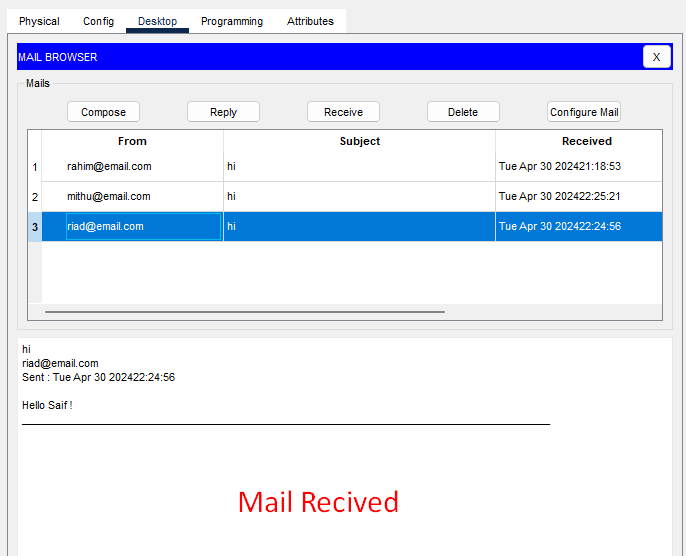 Physical Config Desktop Programming Attributes
MAIL BROWSER X
Mails
Compose Reply Receive Delete Configure Mail
From Subject Received
1 rahim@email.com hi Tue Apr 30 202421:18:53
2 mithu@email.com hi Tue Apr 30 202422:25:21
3 riad@email.com hi Tue Apr 30 202422:24:56
hi
riad@email.com
Sent : Tue Apr 30 202422:24:56
Hello Saif !
Mail Recived